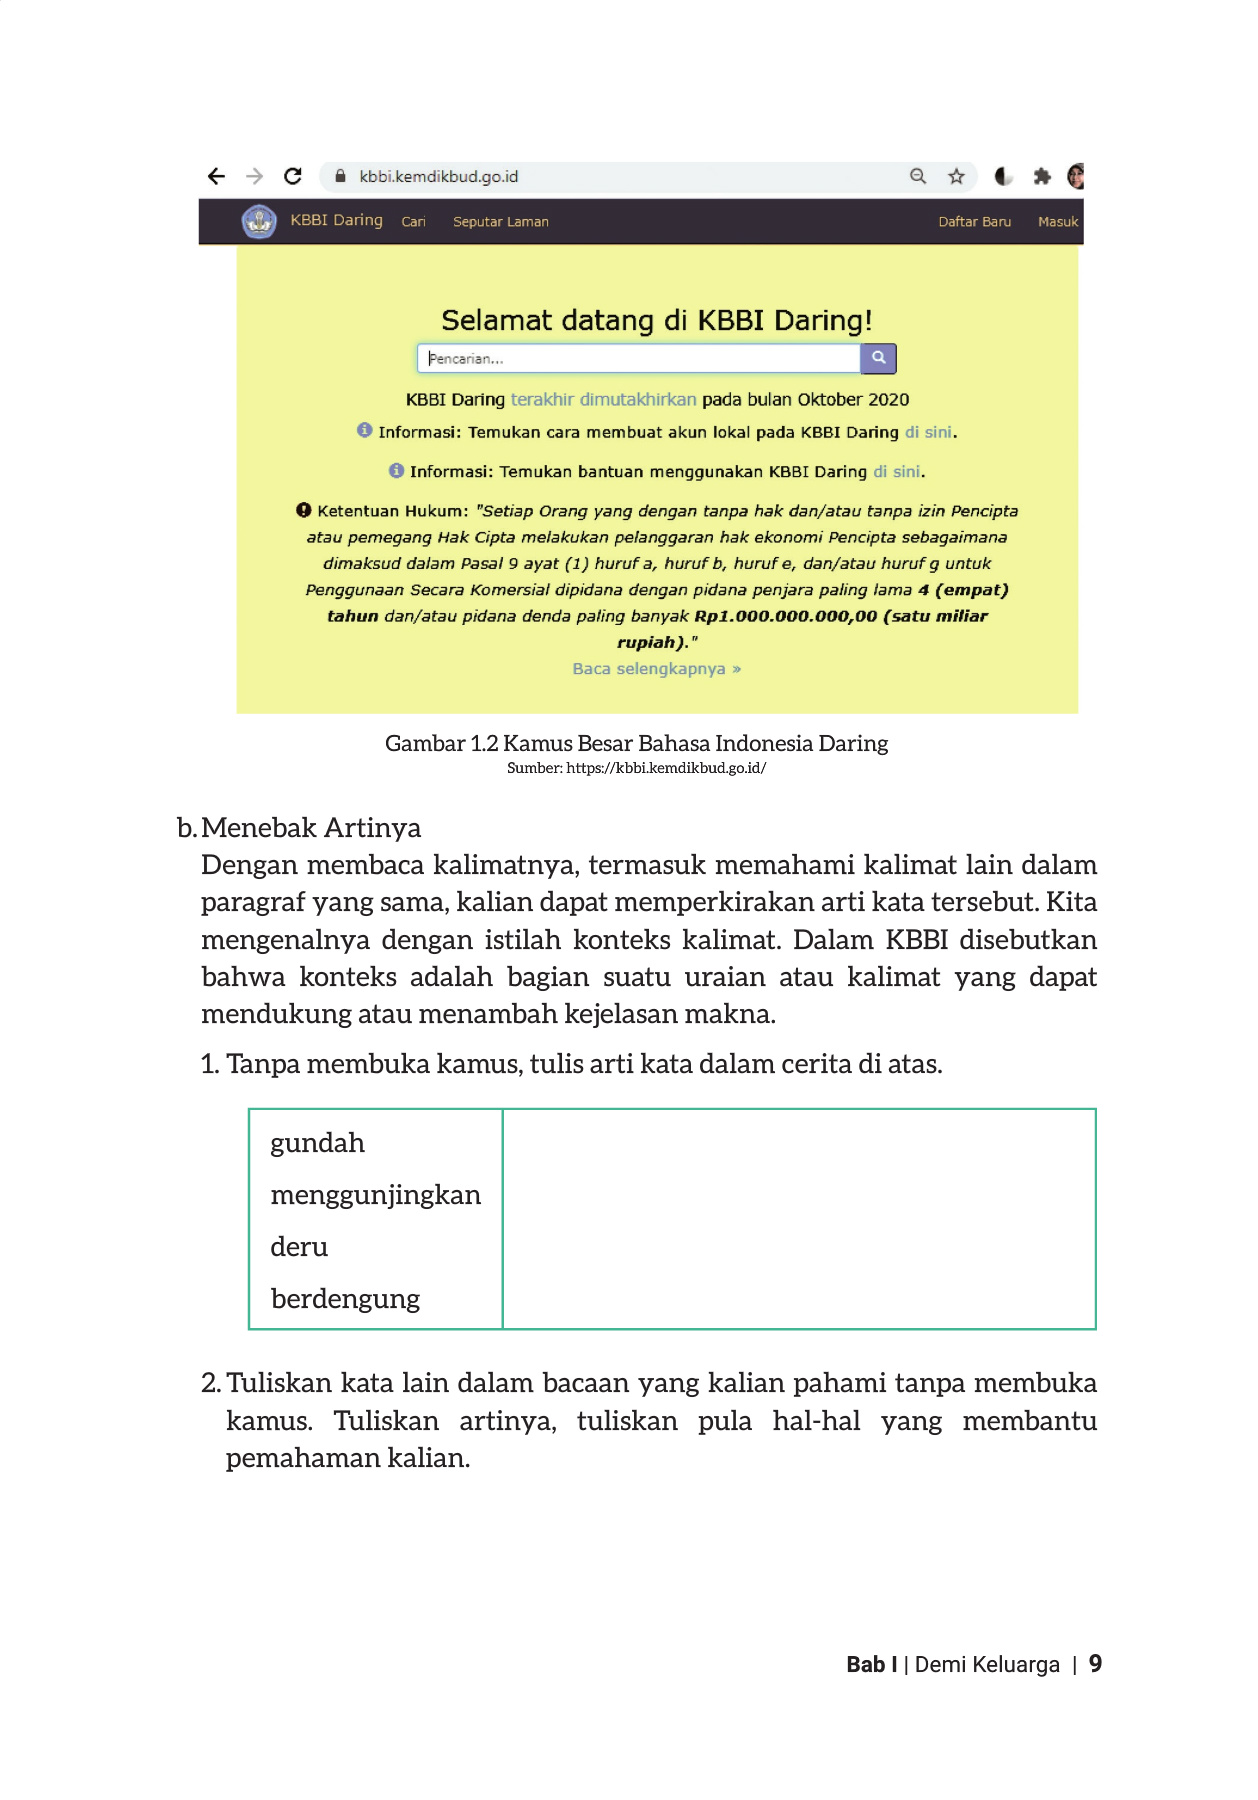 kbbi.kemdikbud.go.id
KBBI Daring Cari Seputar Laman Daftar Baru Masuk
Selamat datang di KBBI Daring!
Pencarian...
KBBI Daring terakhir dimutakhirkan pada bulan Oktober 2020
Informasi: Temukan cara membuat akun lokal pada KBBI Daring di sini.
Informasi: Temukan bantuan menggunakan KBBI Daring di sini.
Ketentuan Hukum: "Setiap Orang yang dengan tanpa hak dan/atau tanpa izin Pencipta
atau pemegang Hak Cipta melakukan pelanggaran hak ekonomi Pencipta sebagaimana
dimaksud dalam Pasal 9 ayat (1) huruf a, huruf b, huruf e, dan/atau huruf g untuk
Penggunaan Secara Komersial dipidana dengan pidana penjara paling lama 4 (empat)
tahun dan/atau pidana denda paling banyak Rp1.000.000.000,00 (satu miliar
rupiah)."
Baca selengkapnya »
Gambar 1.2 Kamus Besar Bahasa Indonesia Daring
Sumber: https://kbbi.kemdikbud.go.id/
b. Menebak Artinya
Dengan membaca kalimatnya, termasuk memahami kalimat lain dalam
paragraf yang sama, kalian dapat memperkirakan arti kata tersebut. Kita
mengenalnya dengan istilah konteks kalimat. Dalam KBBI disebutkan
bahwa konteks adalah bagian suatu uraian atau kalimat yang dapat
mendukung atau menambah kejelasan makna.
1. Tanpa membuka kamus, tulis arti kata dalam cerita di atas.
gundah
menggunjingkan
deru
berdengung
2. Tuliskan kata lain dalam bacaan yang kalian pahami tanpa membuka
kamus. Tuliskan artinya, tuliskan pula hal-hal yang membantu
pemahaman kalian.
Bab I | Demi Keluarga | 9